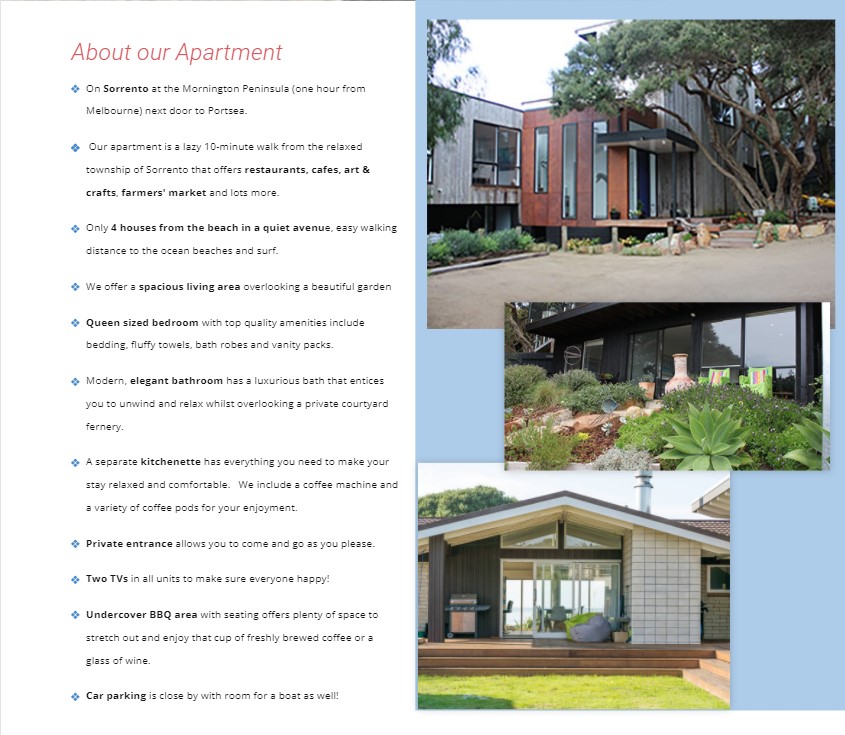 About our Apartment
On Sorrento at the Mornington Peninsula (one hour from
Melbourne) next door to Portsea.
Our apartment is a lazy 10-minute walk from the relaxed
township of Sorrento that offers restaurants, cafes, art &
crafts, farmers' market and lots more.
Only 4 houses from the beach in a quiet avenue, easy walking
distance to the ocean beaches and surf.
We offer a spacious living area overlooking a beautiful garden
Queen sized bedroom with top quality amenities include
bedding, fluffy towels, bath robes and vanity packs.
Modern, elegant bathroom has a luxurious bath that entices
you to unwind and relax whilst overlooking a private courtyard
fernery.
A separate kitchenette has everything you need to make your
stay relaxed and comfortable. We include a coffee machine and
a variety of coffee pods for your enjoyment.
Private entrance allows you to come and go as you please.
Two TVs in all units to make sure everyone happy!
Undercover BBQ area with seating offers plenty of space to
stretch out and enjoy that cup of freshly brewed coffee or a
glass of wine.
Car parking is close by with room for a boat as well!